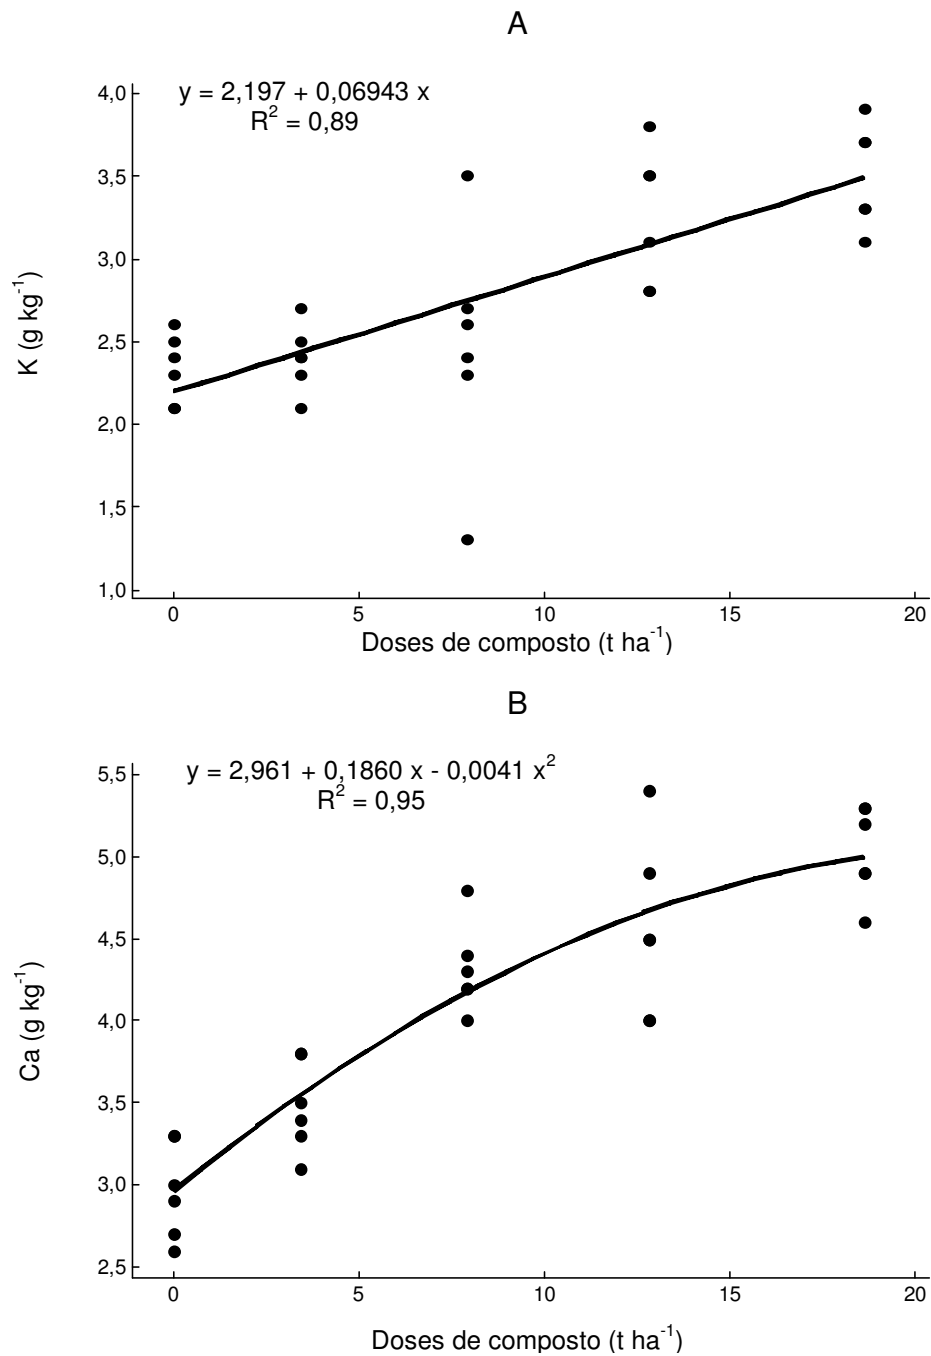 A
y = 2,197 + 0,06943 x
R² = 0,89
4,0
3,5
3,0
2,5
2,0
1,5
1,0
K (g kg⁻¹)
0 5 10 15 20
Doses de composto (t ha⁻¹)
B
y = 2,961 + 0,1860 x - 0,0041 x²
R² = 0,95
5,5
5,0
4,5
4,0
3,5
3,0
2,5
Ca (g kg⁻¹)
0 5 10 15 20
Doses de composto (t ha⁻¹)